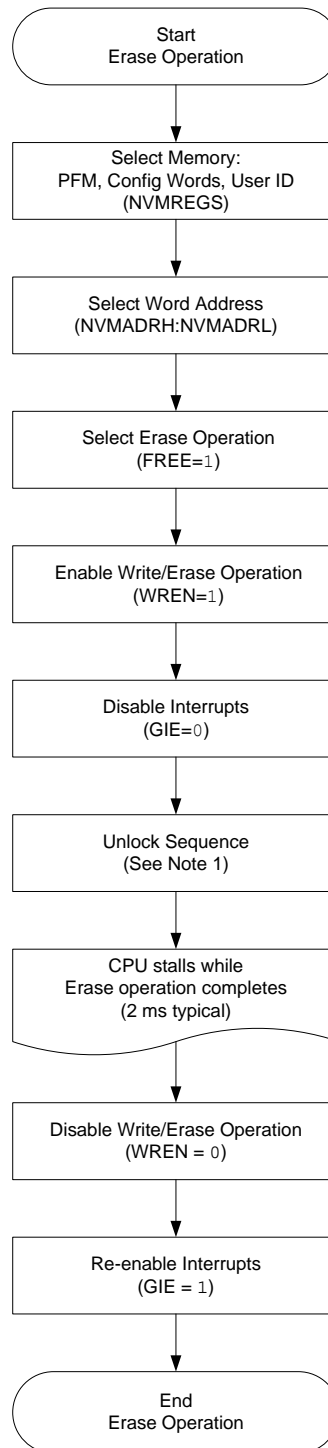 Start
Erase Operation
Select Memory:
PFM, Config Words, User ID
(NVMREGS)
Select Word Address
(NVMADRH:NVMADRL)
Select Erase Operation
(FREE=1)
Enable Write/Erase Operation
(WREN=1)
Disable Interrupts
(GIE=0)
Unlock Sequence
(See Note 1)
CPU stalls while
Erase operation completes
(2 ms typical)
Disable Write/Erase Operation
(WREN = 0)
Re-enable Interrupts
(GIE = 1)
End
Erase Operation